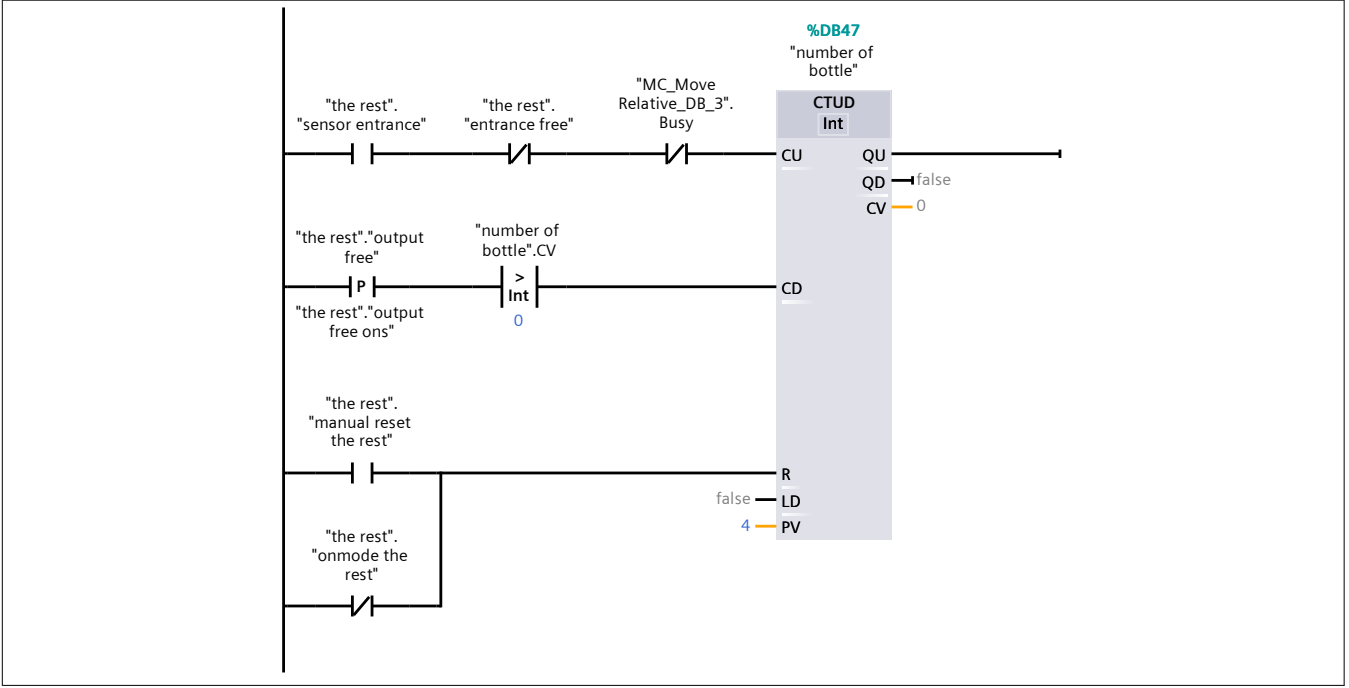 %DB47
"number of
bottle"
"MC_Move
Relative_DB_3".
Busy
"the rest".
"sensor entrance"
"the rest".
"entrance free"
CTUD
Int
CU
QU
QD
false
CV
0
"the rest"."output
free"
P
"the rest"."output
free ons"
"number of
bottle".CV
>
Int
0
CD
"the rest".
"manual reset
the rest"
R
false
LD
4
PV
"the rest".
"onmode the
rest"